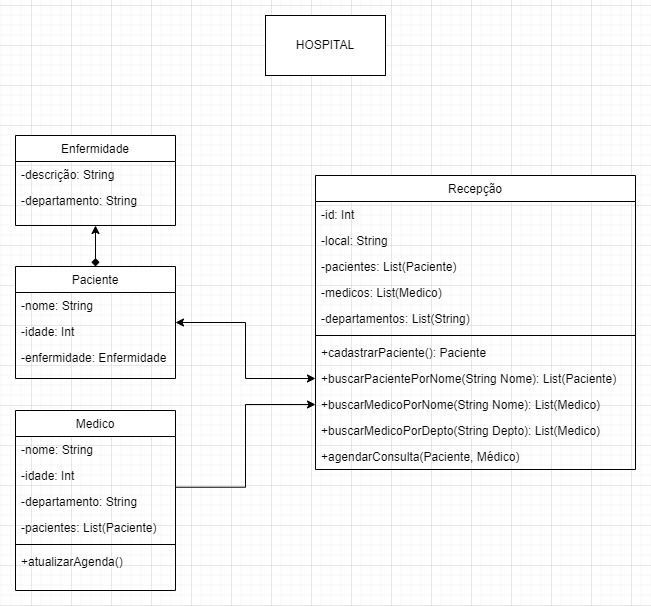 HOSPITAL
Enfermidade
-descrição: String
-departamento: String
Paciente
-nome: String
-idade: Int
-enfermidade: Enfermidade
Medico
-nome: String
-idade: Int
-departamento: String
-pacientes: List(Paciente)
+atualizarAgenda()
Recepção
-id: Int
-local: String
-pacientes: List(Paciente)
-medicos: List(Medico)
-departamentos: List(String)
+cadastrarPaciente(): Paciente
+buscarPacientePorNome(String Nome): List(Paciente)
+buscarMedicoPorNome(String Nome): List(Medico)
+buscarMedicoPorDepto(String Depto): List(Medico)
+agendarConsulta(Paciente, Médico)